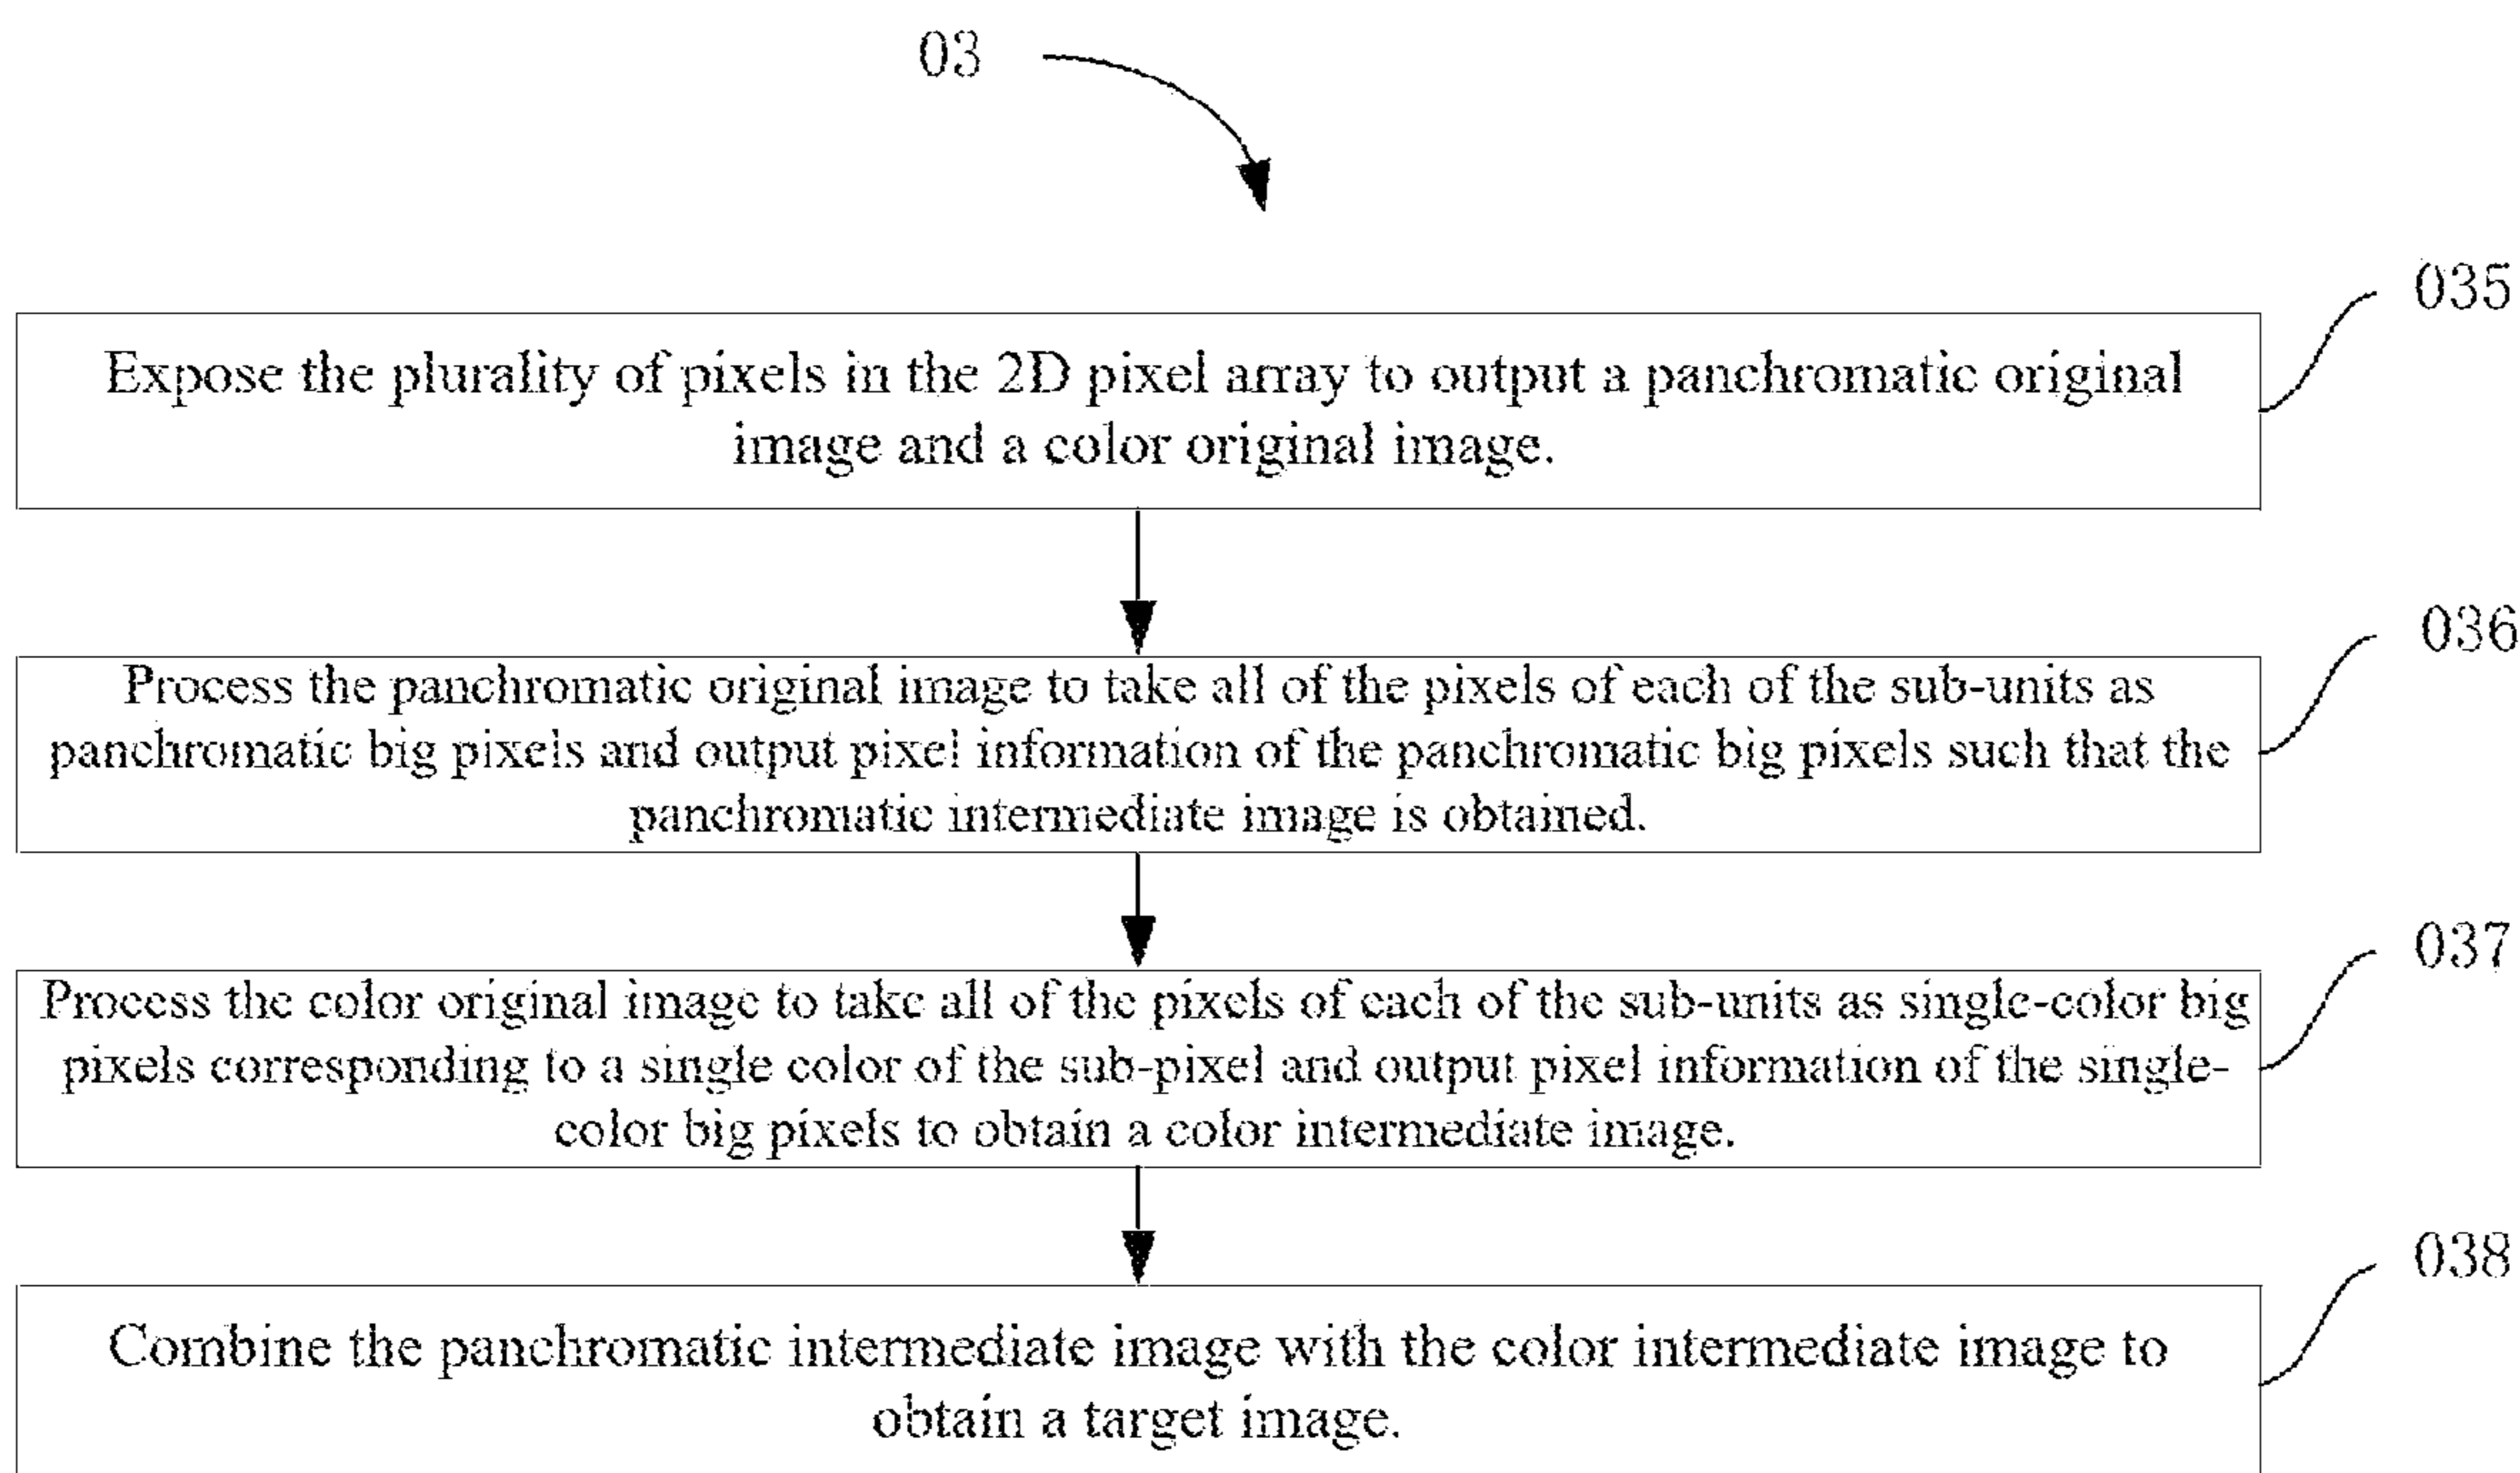 03
035
Expose the plurality of pixels in the 2D pixel array to output a panchromatic original
image and a color original image.
036
Process the panchromatic original image to take all of the pixels of each of the sub-units as
panchromatic big pixels and output pixel information of the panchromatic big pixels such that the
panchromatic intermediate image is obtained.
037
Process the color original image to take all of the pixels of each of the sub-units as single-color big
pixels corresponding to a single color of the sub-pixel and output pixel information of the single-
color big pixels to obtain a color intermediate image.
038
Combine the panchromatic intermediate image with the color intermediate image to
obtain a target image.